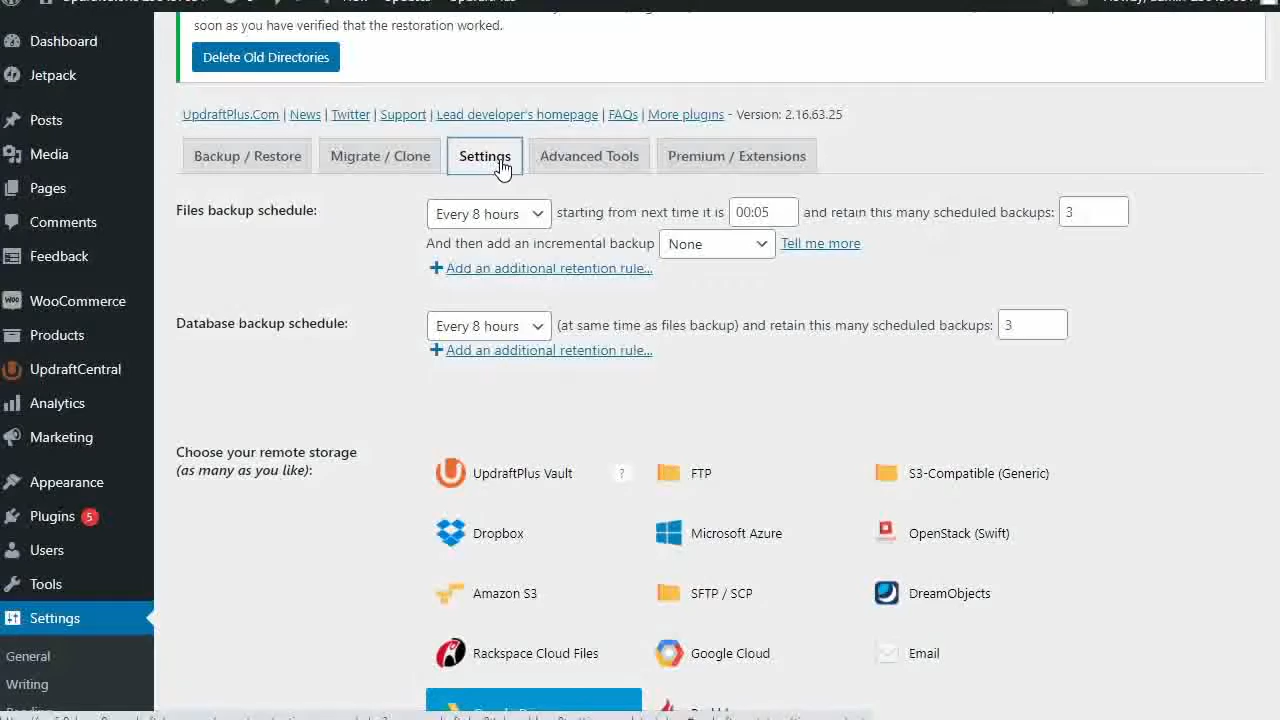 soon as you have verified that the restoration worked.
Delete Old Directories
UpdraftPlus.Com | News | Twitter | Support | Lead developer's homepage | FAQs | More plugins - Version: 2.16.63.25
Backup / Restore Migrate / Clone Settings Advanced Tools Premium / Extensions
Files backup schedule: Every 8 hours starting from next time it is 00:05 and retain this many scheduled backups: 3
And then add an incremental backup None Tell me more
Add an additional retention rule...
Database backup schedule: Every 8 hours (at same time as files backup) and retain this many scheduled backups: 3
Add an additional retention rule...
Choose your remote storage
(as many as you like):
UpdraftPlus Vault ? FTP S3-Compatible (Generic)
Dropbox Microsoft Azure OpenStack (Swift)
Amazon S3 SFTP / SCP DreamObjects
Rackspace Cloud Files Google Cloud Email
Dashboard
Jetpack
Posts
Media
Pages
Comments
Feedback
Woo WooCommerce
Products
UpdraftCentral
Analytics
Marketing
Appearance
Plugins 5
Users
Tools
Settings
General
Writing